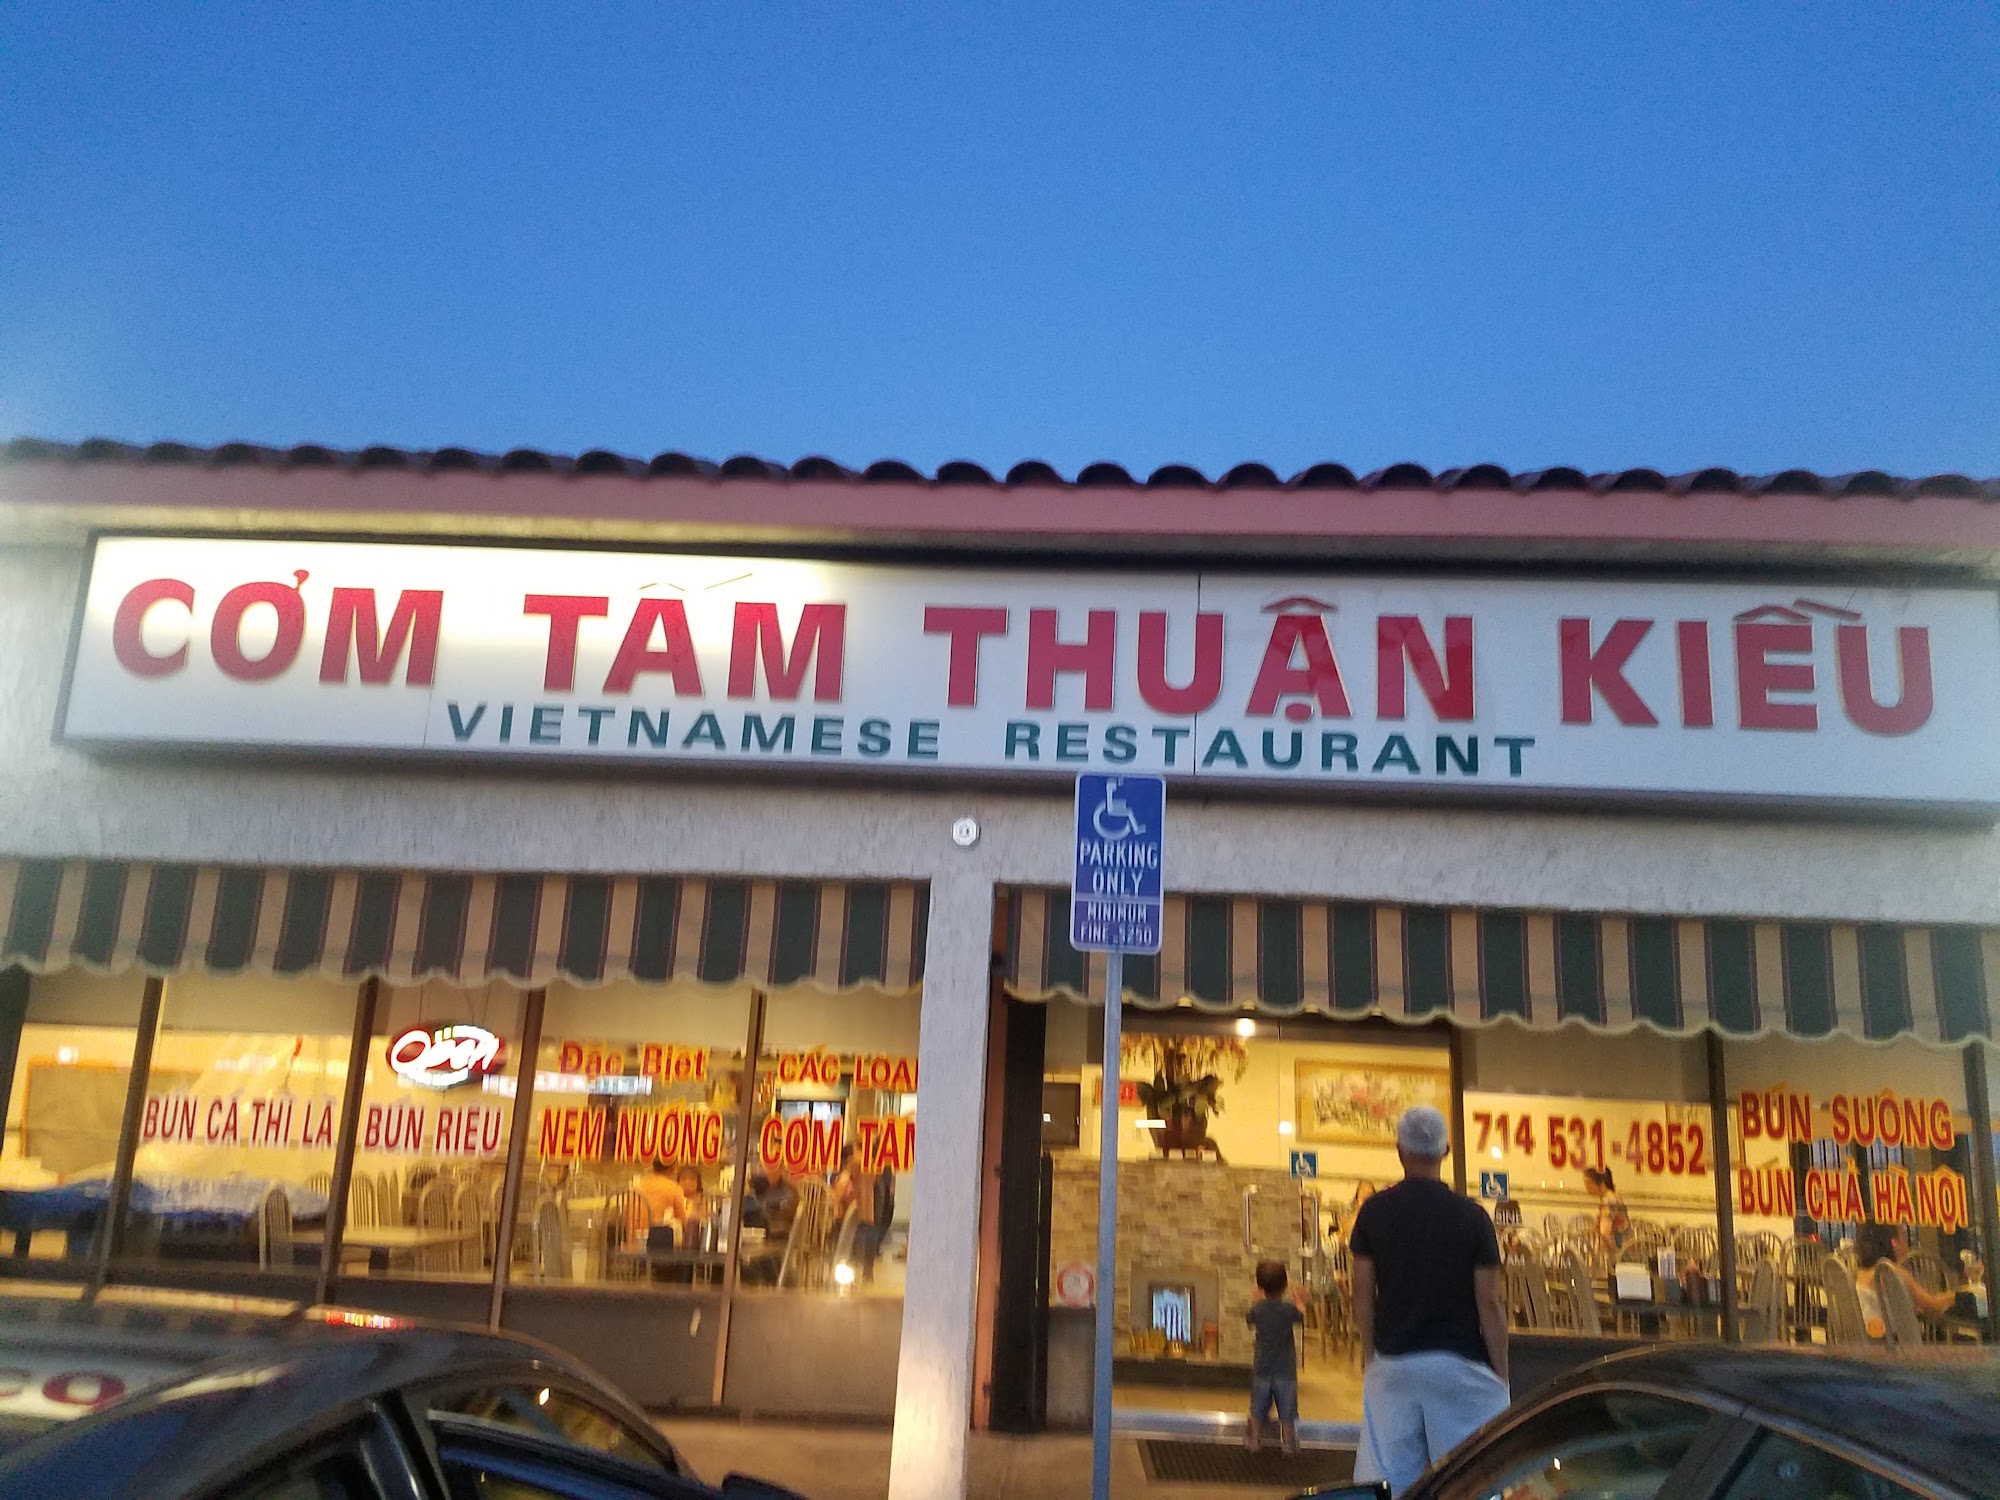 CƠM TẤM THUẬN KIỀU
VIETNAMESE RESTAURANT
PARKING
ONLY
MINIMUM
FINE $250
Open
BÚN CÁ THÌ LÀ
BÚN RIÊU
Đặc Biệt
NEM NƯỚNG
CÁC LOẠI
CƠM TẤM
714 531-4852
BÚN SUÔNG
BÚN CHẢ HÀ NỘI